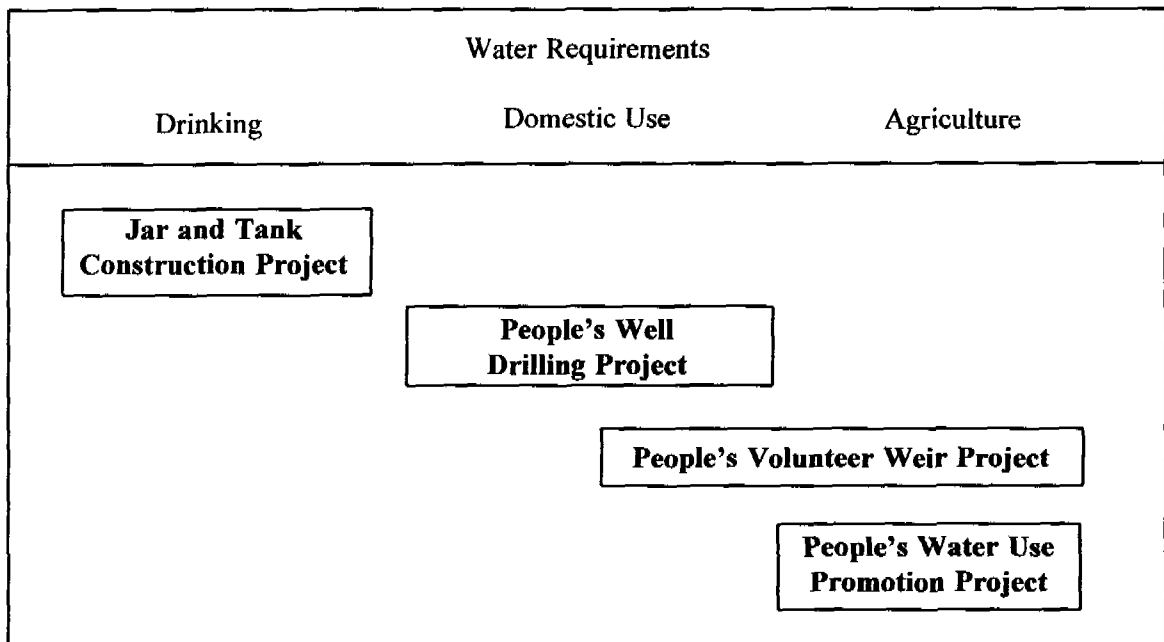 Water Requirements
Drinking Domestic Use Agriculture
Jar and Tank
Construction Project
People's Well
Drilling Project
People's Volunteer Weir Project
People's Water Use
Promotion Project